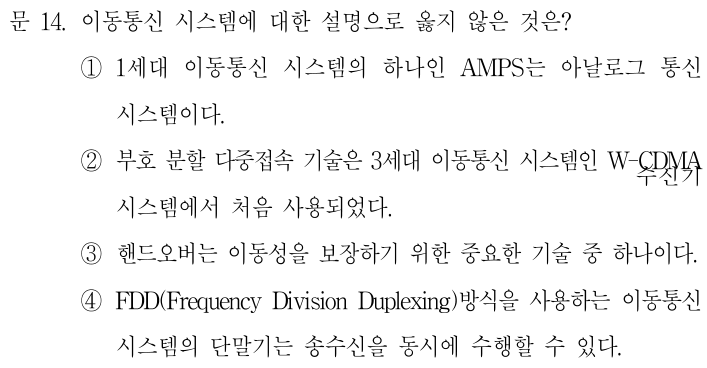 문 14. 이동통신 시스템에 대한 설명으로 옳지 않은 것은?
① 1세대 이동통신 시스템의 하나인 AMPS는 아날로그 통신
시스템이다.
② 부호 분할 다중접속 기술은 3세대 이동통신 시스템인 W-CDMA
수신기
시스템에서 처음 사용되었다.
③ 핸드오버는 이동성을 보장하기 위한 중요한 기술 중 하나이다.
④ FDD(Frequency Division Duplexing)방식을 사용하는 이동통신
시스템의 단말기는 송수신을 동시에 수행할 수 있다.